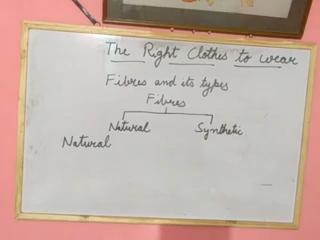 The Right Clothes to wear
Fibres and its types
Fibres
Natural Synthetic
Natural